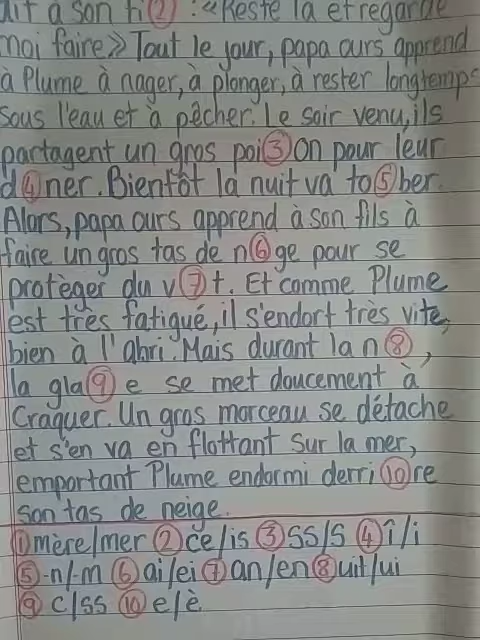 dit à son fi② : «Reste là et regarde
moi faire» Tout le jour, papa ours apprend
à Plume à nager, à plonger, à rester longtemps
sous l'eau et à pêcher. Le soir venu, ils
partagent un gros poi③on pour leur
d④ner. Bientôt la nuit va to⑤ber.
Alors, papa ours apprend à son fils à
faire un gros tas de n⑥ge pour se
protèger du v⑦t. Et comme Plume
est très fatigué, il s'endort très vite,
bien à l'abri. Mais durant la n⑧,
la gla⑨e se met doucement à
craquer. Un gros morceau se détache
et s'en va en flottant sur la mer,
emportant Plume endormi derri⑩re
son tas de neige.
①mère/mer ②ce/is ③ss/s ④î/i
⑤-n/-m ⑥ai/ei ⑦an/en ⑧uit/ui
⑨ c/ss ⑩e/è